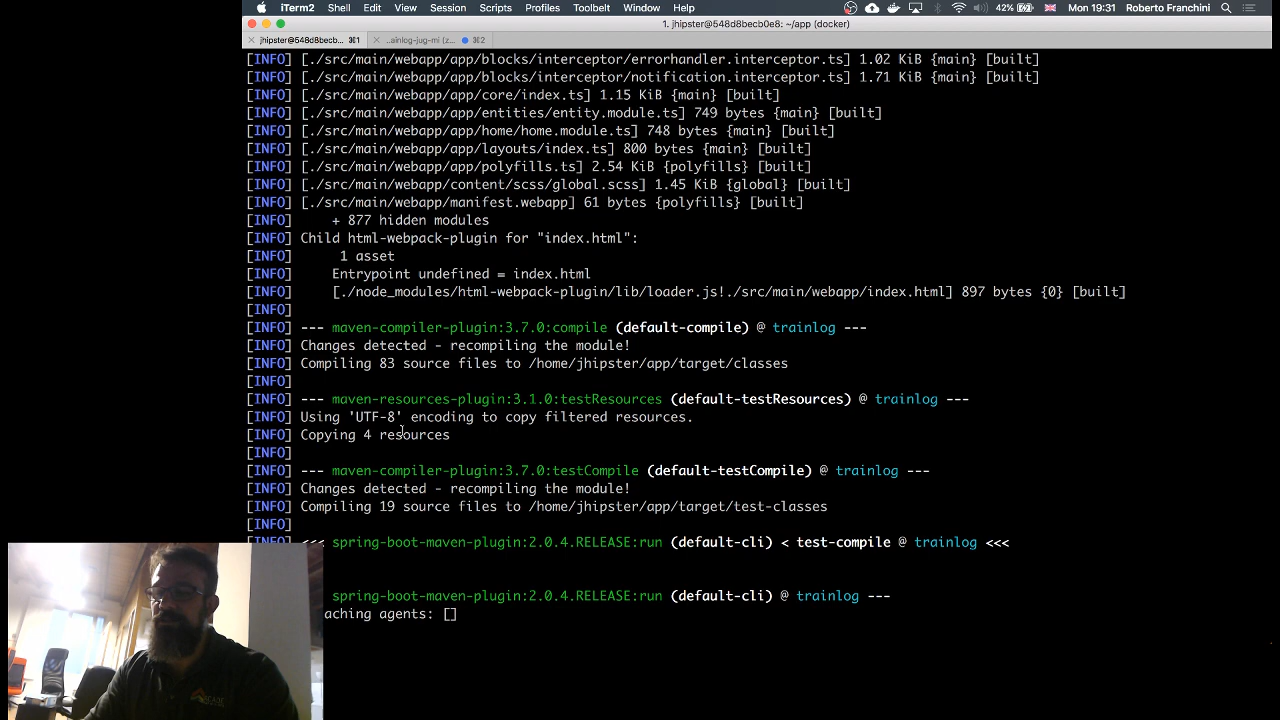 iTerm2 Shell Edit View Session Scripts Profiles Toolbelt Window Help 42% Mon 19:31 Roberto Franchini
1. jhipster@548d8becb0e8: ~/app (docker)
jhipster@548d8becb... ⌘1 ..ainlog-jug-mi (z... ⌘2
[INFO] [./src/main/webapp/app/blocks/interceptor/errorhandler.interceptor.ts] 1.02 KiB {main} [built]
[INFO] [./src/main/webapp/app/blocks/interceptor/notification.interceptor.ts] 1.71 KiB {main} [built]
[INFO] [./src/main/webapp/app/core/index.ts] 1.15 KiB {main} [built]
[INFO] [./src/main/webapp/app/entities/entity.module.ts] 749 bytes {main} [built]
[INFO] [./src/main/webapp/app/home/home.module.ts] 748 bytes {main} [built]
[INFO] [./src/main/webapp/app/layouts/index.ts] 800 bytes {main} [built]
[INFO] [./src/main/webapp/app/polyfills.ts] 2.54 KiB {polyfills} [built]
[INFO] [./src/main/webapp/content/scss/global.scss] 1.45 KiB {global} [built]
[INFO] [./src/main/webapp/manifest.webapp] 61 bytes {polyfills} [built]
[INFO] + 877 hidden modules
[INFO] Child html-webpack-plugin for "index.html":
[INFO] 1 asset
[INFO] Entrypoint undefined = index.html
[INFO] [./node_modules/html-webpack-plugin/lib/loader.js!./src/main/webapp/index.html] 897 bytes {0} [built]
[INFO]
[INFO] --- maven-compiler-plugin:3.7.0:compile (default-compile) @ trainlog ---
[INFO] Changes detected - recompiling the module!
[INFO] Compiling 83 source files to /home/jhipster/app/target/classes
[INFO]
[INFO] --- maven-resources-plugin:3.1.0:testResources (default-testResources) @ trainlog ---
[INFO] Using 'UTF-8' encoding to copy filtered resources.
[INFO] Copying 4 resources
[INFO]
[INFO] --- maven-compiler-plugin:3.7.0:testCompile (default-testCompile) @ trainlog ---
[INFO] Changes detected - recompiling the module!
[INFO] Compiling 19 source files to /home/jhipster/app/target/test-classes
[INFO]
[INFO] <<< spring-boot-maven-plugin:2.0.4.RELEASE:run (default-cli) < test-compile @ trainlog <<<
spring-boot-maven-plugin:2.0.4.RELEASE:run (default-cli) @ trainlog ---
aching agents: []